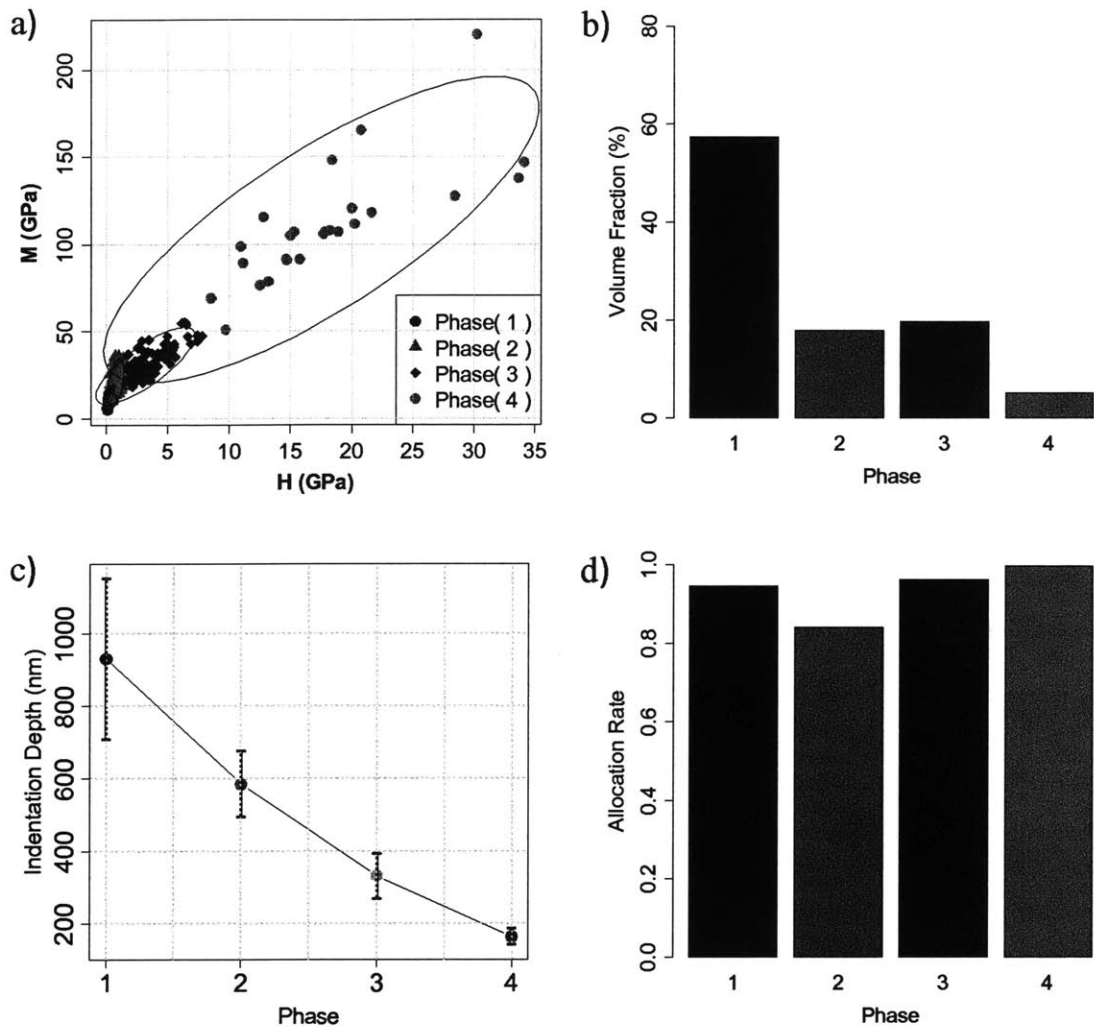 a)
M (GPa)
200
150
100
50
0
0 5 10 15 20 25 30 35
H (GPa)
Phase( 1 )
Phase( 2 )
Phase( 3 )
Phase( 4 )
b)
Volume Fraction (%)
80
60
40
20
0
1 2 3 4
Phase
c)
Indentation Depth (nm)
1000
800
600
400
200
1 2 3 4
Phase
d)
Allocation Rate
1.0
0.8
0.6
0.4
0.2
0.0
1 2 3 4
Phase